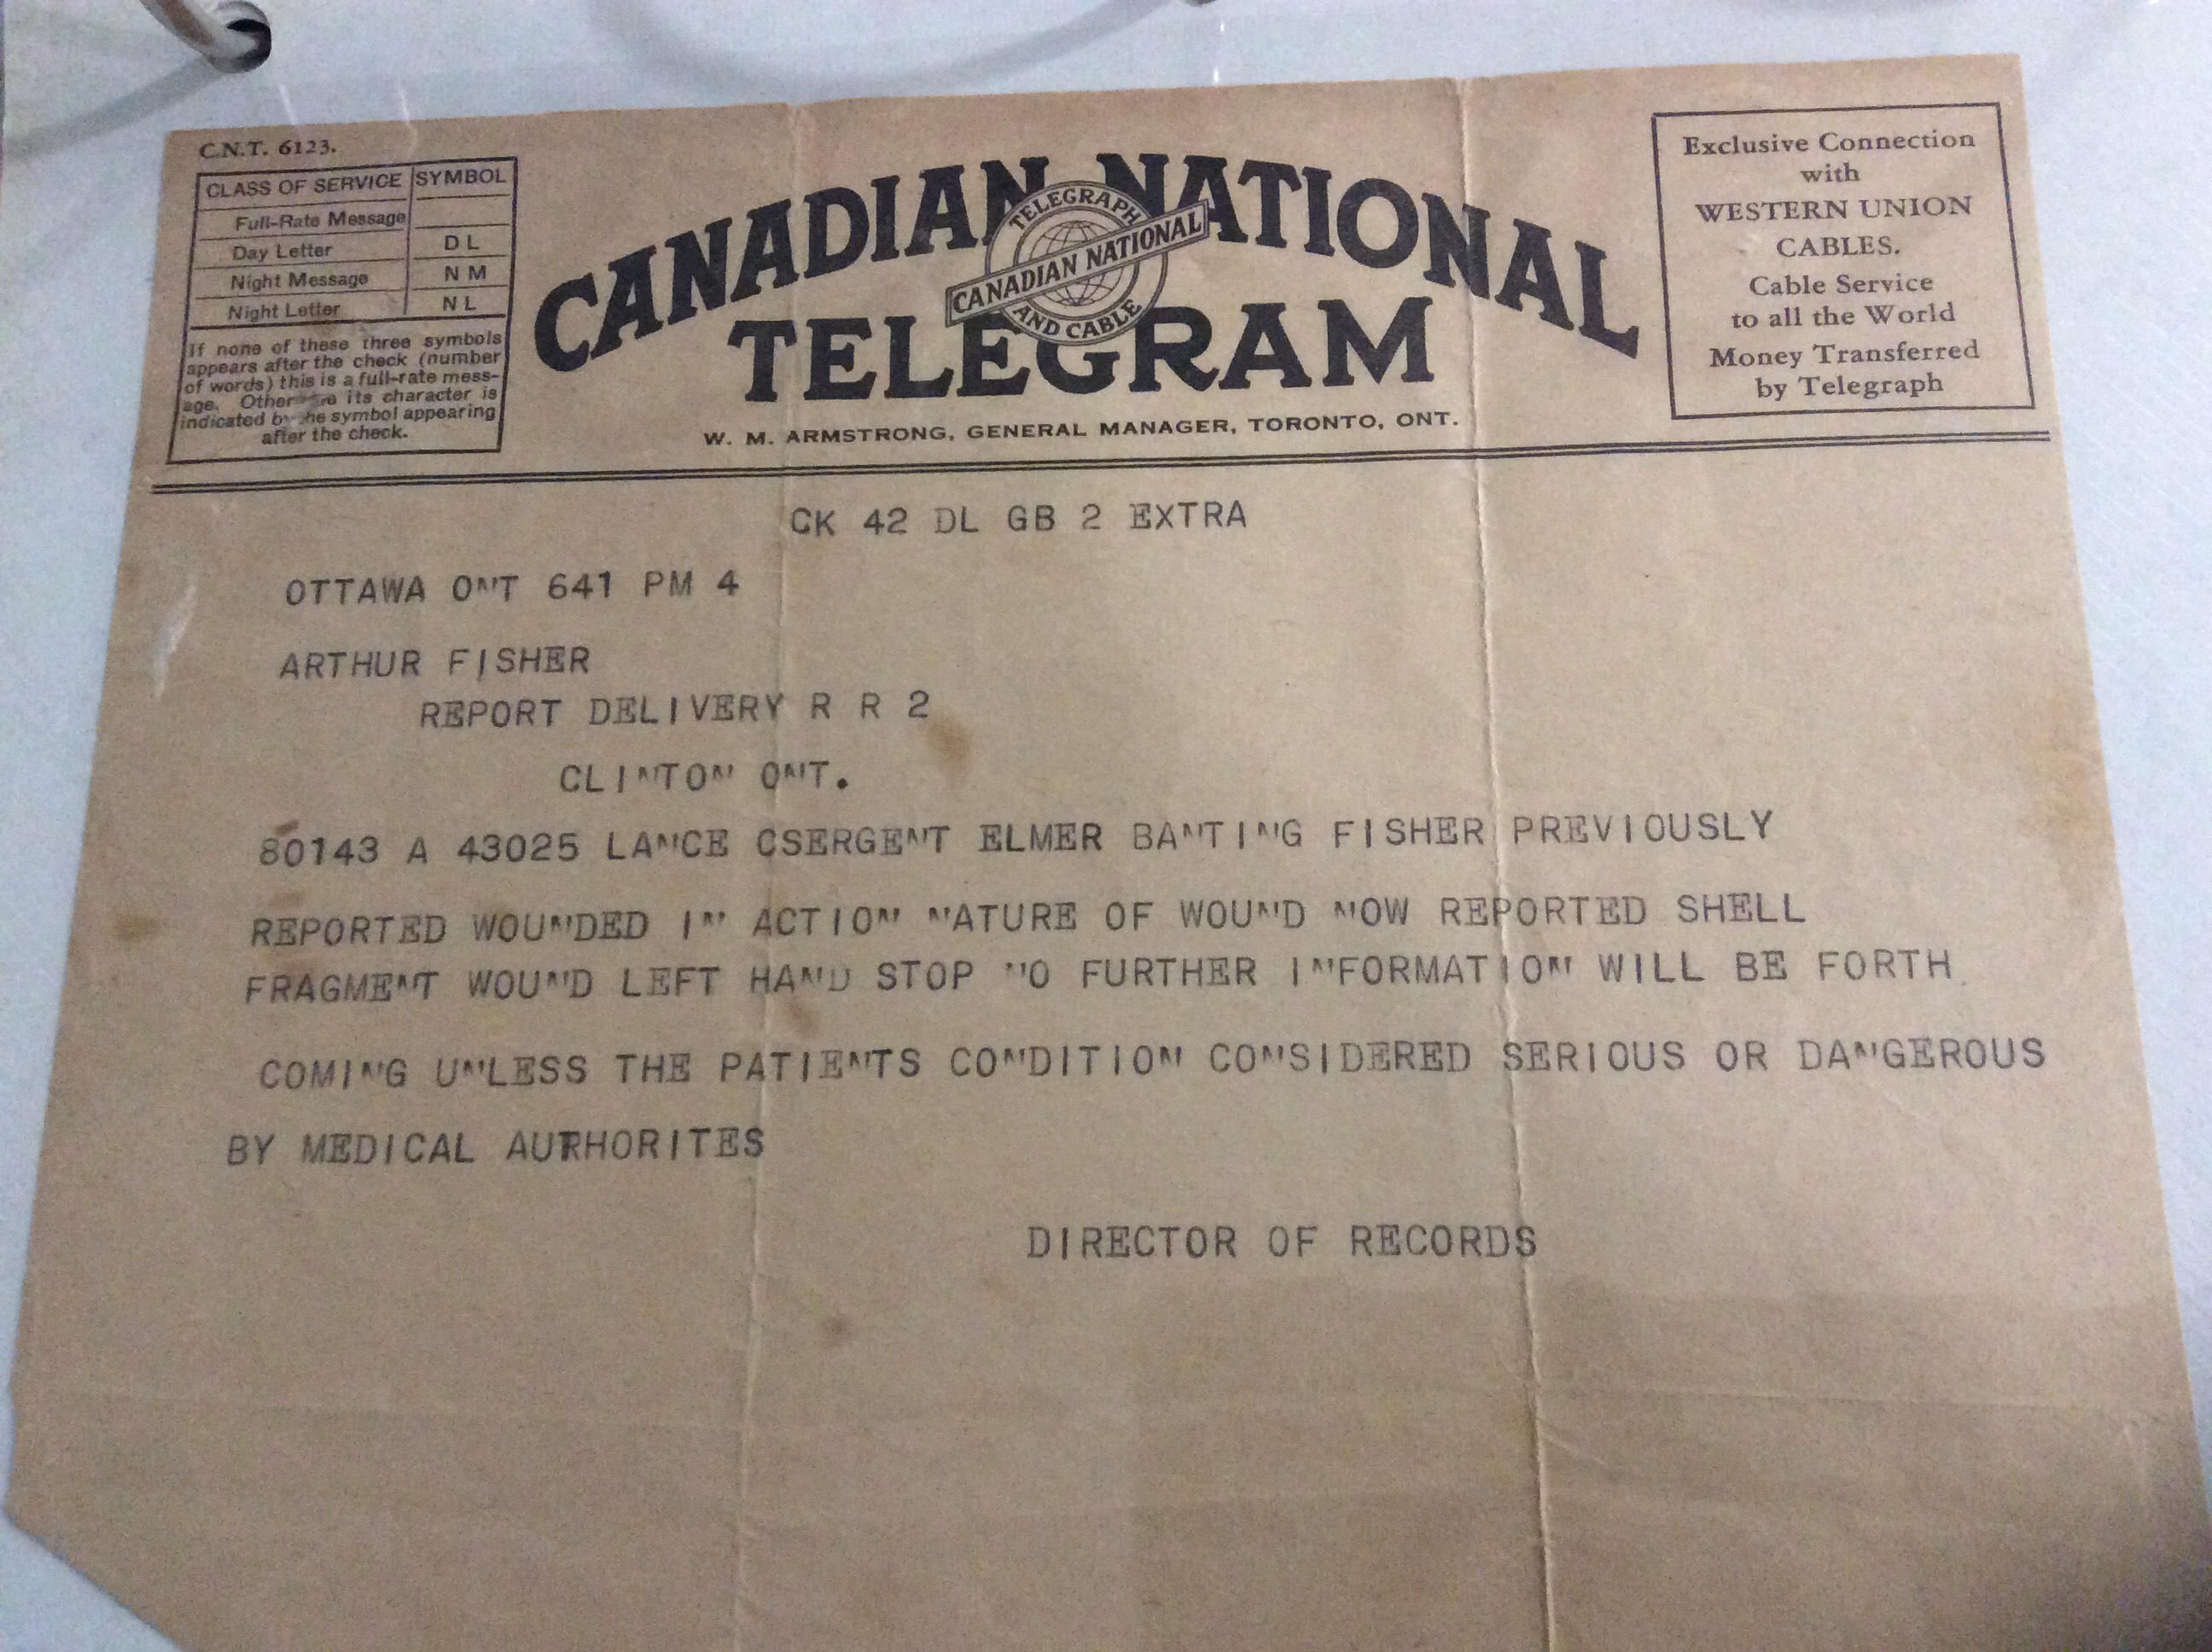 C.N.T. 6123.
CLASS OF SERVICE SYMBOL
Full-Rate Message
Day Letter D L
Night Message N M
Night Letter N L
If none of these three symbols
appears after the check (number
of words) this is a full-rate mess-
age. its character is
indicated by symbol appearing
after the check.
CANADIAN NATIONAL
TELEGRAPH
CANADIAN NATIONAL
AND CABLE
TELEGRAM
W. M. ARMSTRONG, GENERAL MANAGER, TORONTO, ONT.
Exclusive Connection
with
WESTERN UNION
CABLES.
Cable Service
to all the World
Money Transferred
by Telegraph
CK 42 DL GB 2 EXTRA
OTTAWA ONT 641 PM 4
ARTHUR FISHER
REPORT DELIVERY R R 2
CLINTON ONT.
80143 A 43025 LANCE CSERGENT ELMER BANTING FISHER PREVIOUSLY
REPORTED WOUNDED IN ACTION NATURE OF WOUND NOW REPORTED SHELL
FRAGMENT WOUND LEFT HAND STOP NO FURTHER INFORMATION WILL BE FORTH
COMING UNLESS THE PATIENTS CONDITION CONSIDERED SERIOUS OR DANGEROUS
BY MEDICAL AUTHORITES
DIRECTOR OF RECORDS